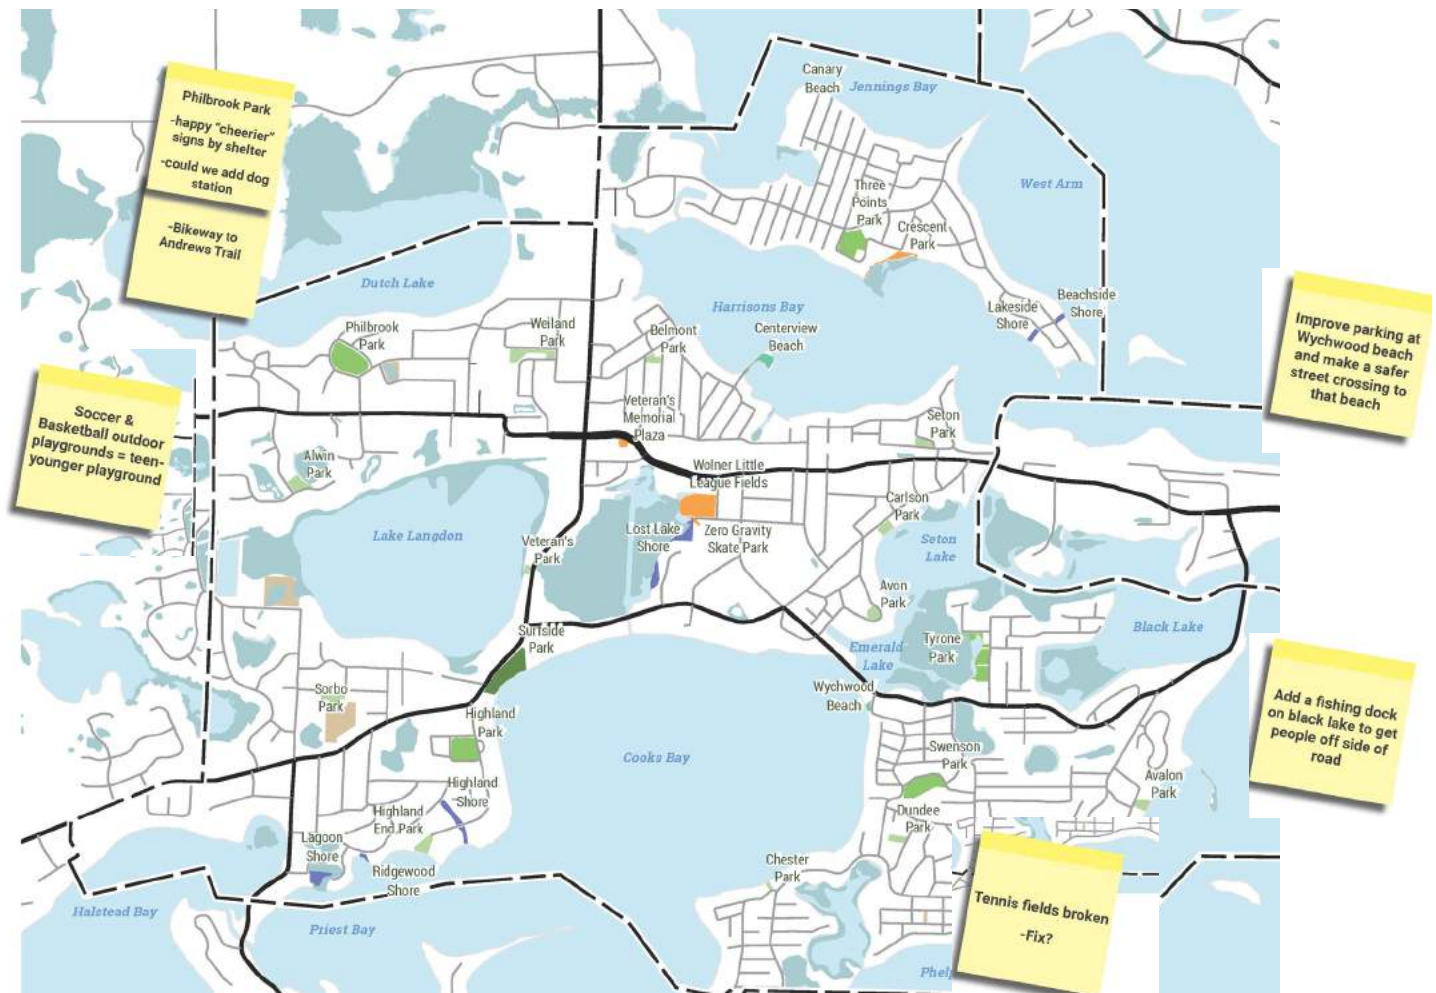 Philbrook Park
-happy "cheerier"
signs by shelter
-could we add dog
station
-Bikeway to
Andrews Trail
Canary
Beach
Jennings Bay
West Arm
Three
Points
Park
Crescent
Park
Dutch Lake
Harrisons Bay
Lakeside
Shore
Beachside
Shore
Philbrook
Park
Weiland
Park
Belmont
Park
Centerview
Beach
Improve parking at
Wychwood beach
and make a safer
street crossing to
that beach
Soccer &
Basketball outdoor
playgrounds = teen-
younger playground
Veteran's
Memorial
Plaza
Seton
Park
Alwin
Park
Wolner Little
League Fields
Carlson
Park
Lake Langdon
Veteran's
Park
Lost Lake
Shore
Zero Gravity
Skate Park
Seton
Lake
Avon
Park
Surfside
Park
Emerald
Lake
Tyrone
Park
Black Lake
Sorbo
Park
Wychwood
Beach
Highland
Park
Cooks Bay
Swenson
Park
Add a fishing dock
on black lake to get
people off side of
road
Highland
Shore
Avalon
Park
Highland
End Park
Dundee
Park
Lagoon
Shore
Ridgewood
Shore
Chester
Park
Halstead Bay
Priest Bay
Tennis fields broken
-Fix?
Phelp